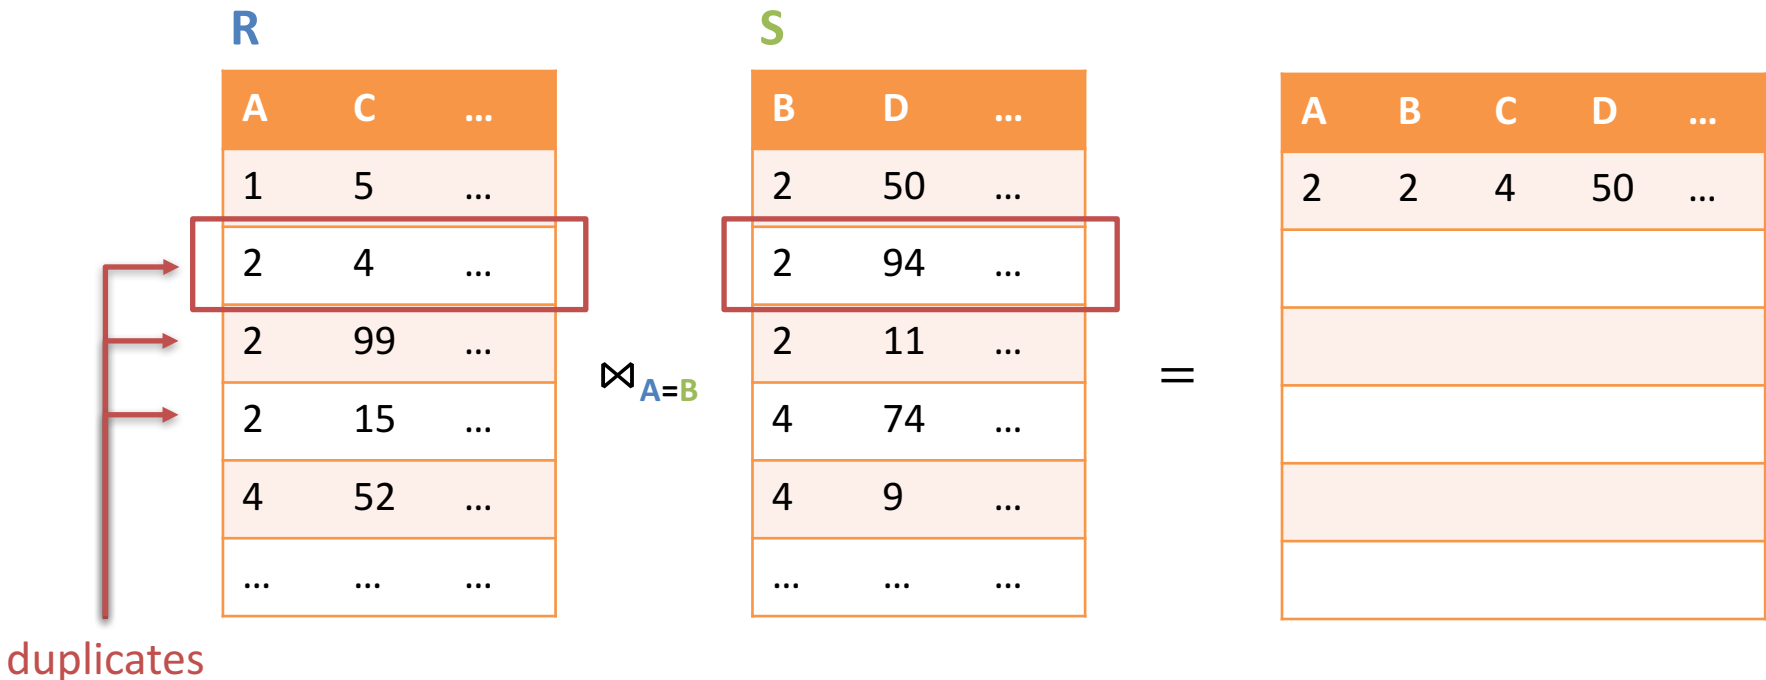 R S
A C ... B D ... A B C D ...
1 5 ... 2 50 ... 2 2 4 50 ...
2 4 ... 2 94 ...
2 99 ... 2 11 ...
⋈ A=B =
2 15 ... 4 74 ...
4 52 ... 4 9 ...
... ... ... ... ... ...
duplicates